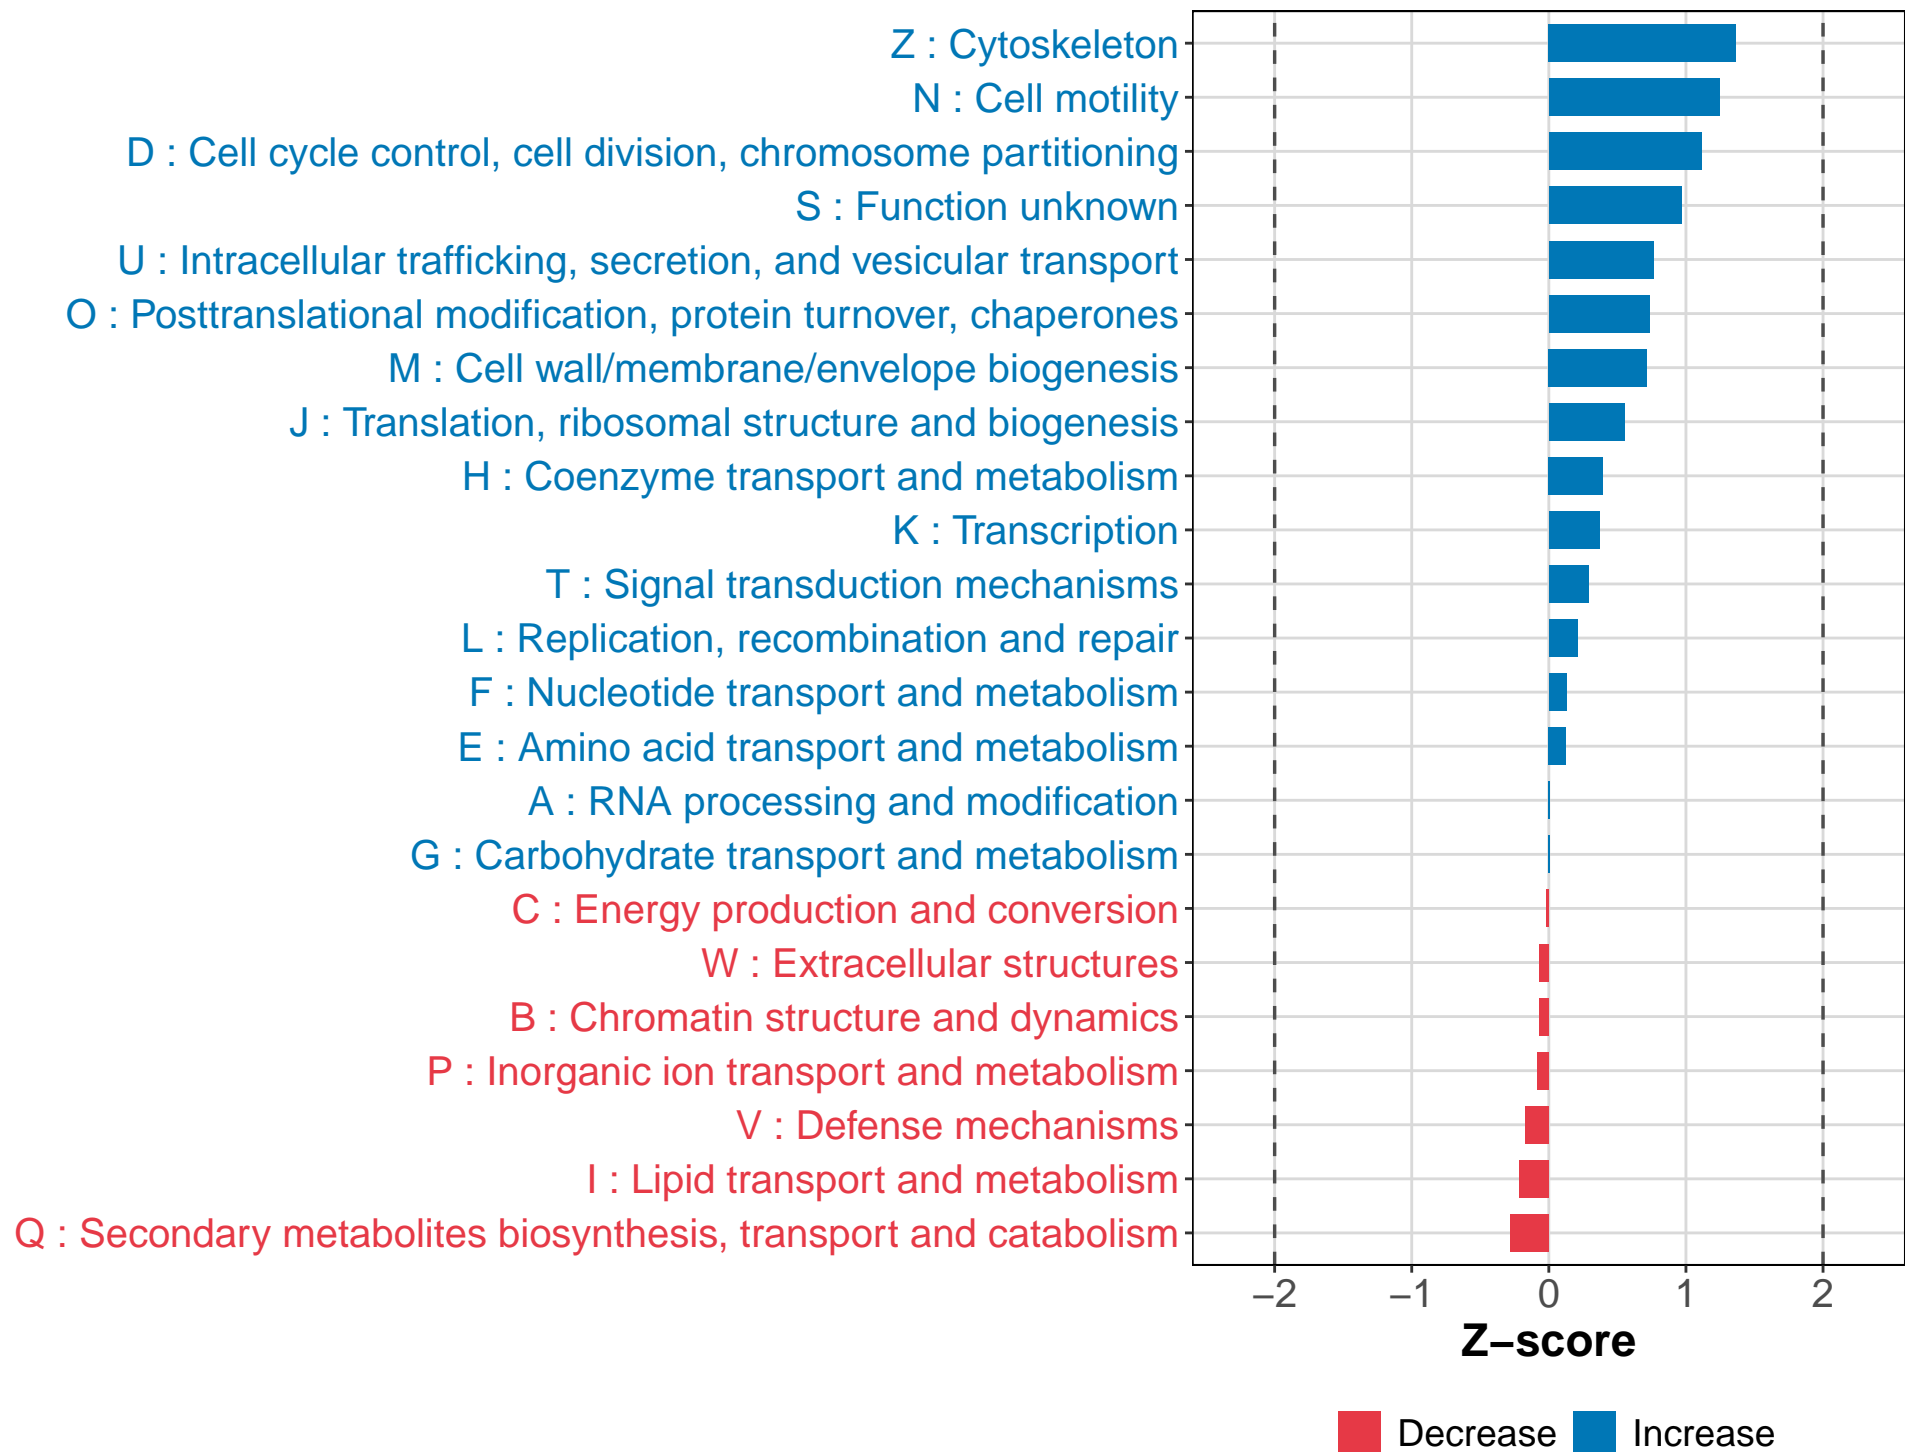 Z : Cytoskeleton
N : Cell motility
D : Cell cycle control, cell division, chromosome partitioning
S : Function unknown
U : Intracellular trafficking, secretion, and vesicular transport
O : Posttranslational modification, protein turnover, chaperones
M : Cell wall/membrane/envelope biogenesis
J : Translation, ribosomal structure and biogenesis
H : Coenzyme transport and metabolism
K : Transcription
T : Signal transduction mechanisms
L : Replication, recombination and repair
F : Nucleotide transport and metabolism
E : Amino acid transport and metabolism
A : RNA processing and modification
G : Carbohydrate transport and metabolism
C : Energy production and conversion
W : Extracellular structures
B : Chromatin structure and dynamics
P : Inorganic ion transport and metabolism
V : Defense mechanisms
I : Lipid transport and metabolism
Q : Secondary metabolites biosynthesis, transport and catabolism
−2 −1 0 1 2
Z−score
Decrease Increase